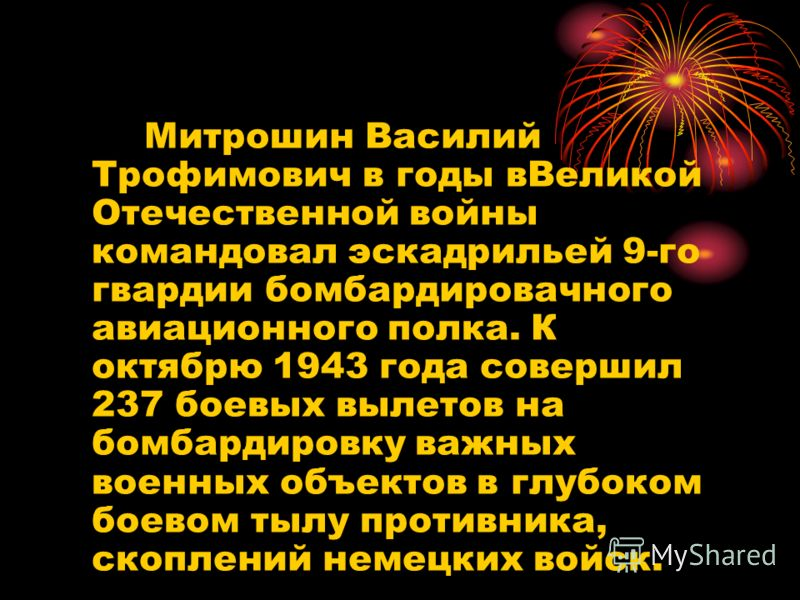 Митрошин Василий
Трофимович в годы вВеликой
Отечественной войны
командовал эскадрильей 9-го
гвардии бомбардировачного
авиационного полка. К
октябрю 1943 года совершил
237 боевых вылетов на
бомбардировку важных
военных объектов в глубоком
боевом тылу противника,
скоплений немецких войск.
MyShared